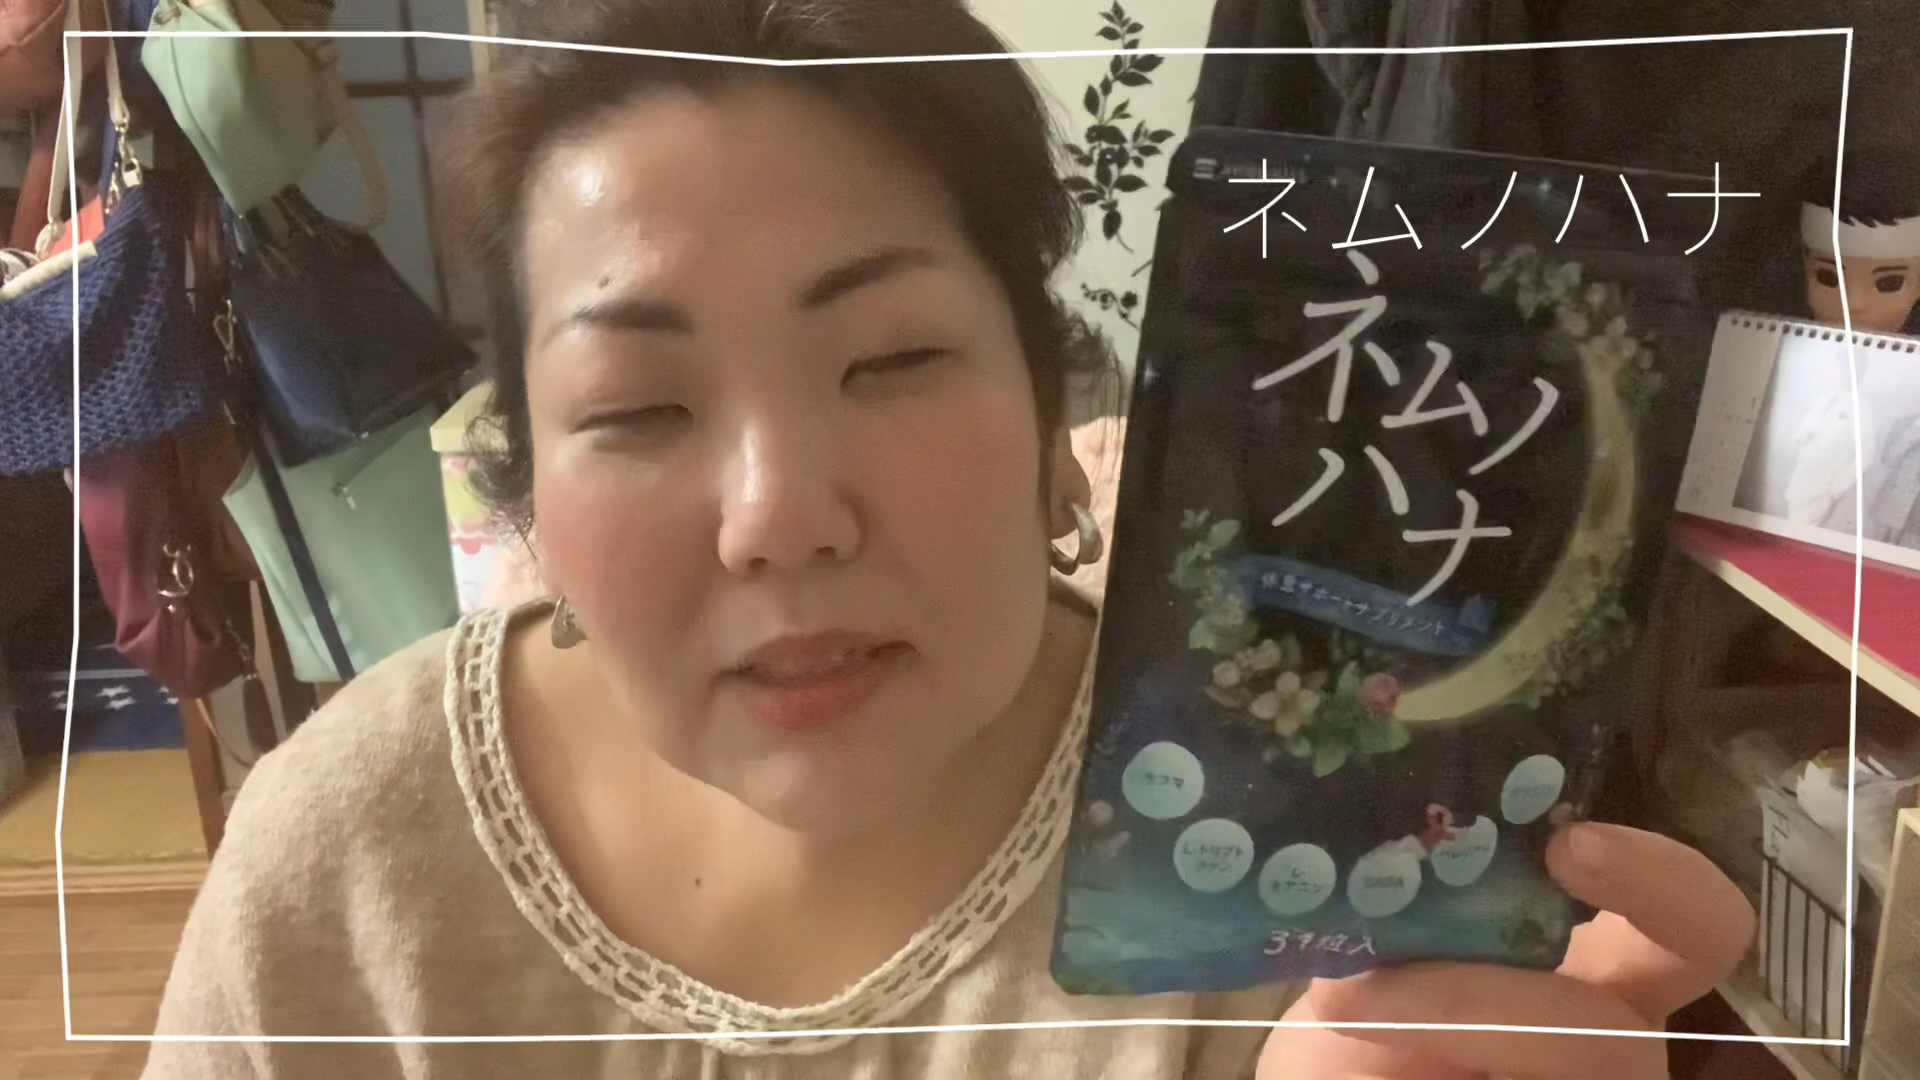 ネムノハナ
ネムノ
ハナ
休息サポートサプリメント
ラフマ
L-トリプト
ファン
L-
テアニン
GABA
31粒入